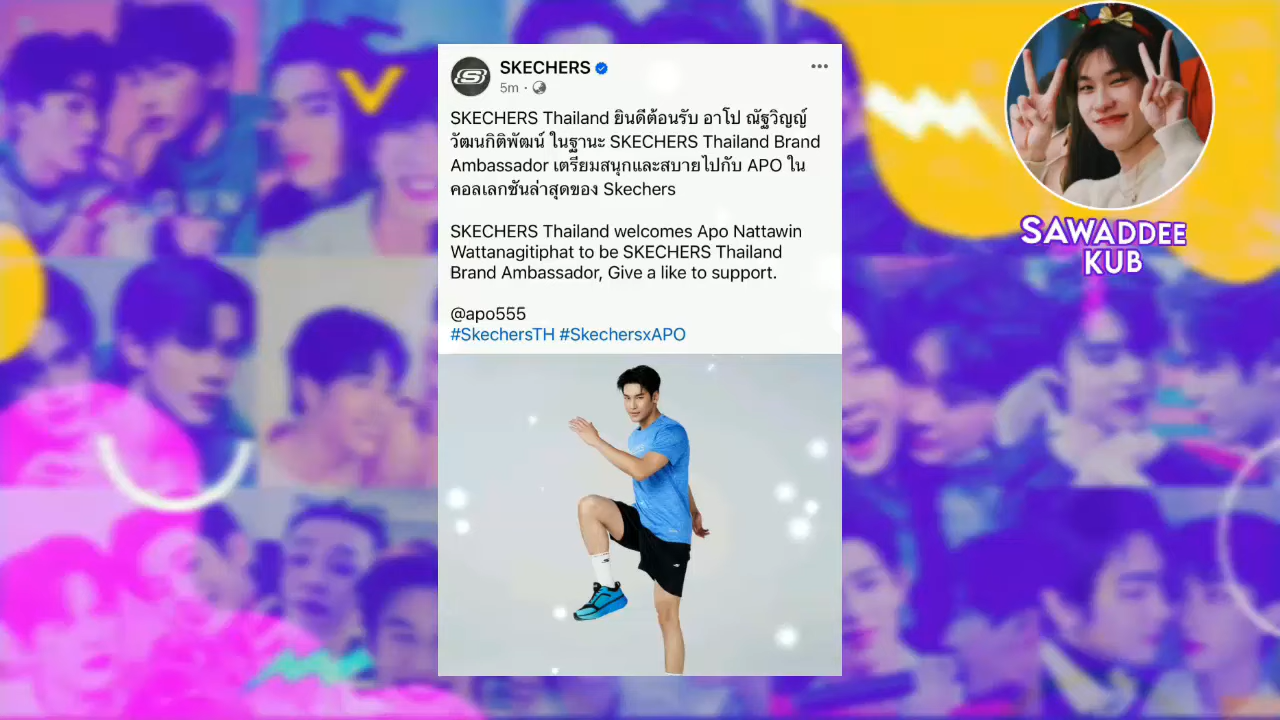 SKECHERS
5m ·
SKECHERS Thailand ยินดีต้อนรับ อาโป ณัฐวิญญ์
วัฒนกิติพัฒน์ ในฐานะ SKECHERS Thailand Brand
Ambassador เตรียมสนุกและสบายไปกับ APO ใน
คอลเลกชันล่าสุดของ Skechers
SKECHERS Thailand welcomes Apo Nattawin
Wattanagitiphat to be SKECHERS Thailand
Brand Ambassador, Give a like to support.
@apo555
#SkechersTH #SkechersxAPO
SAWADDEE
KUB